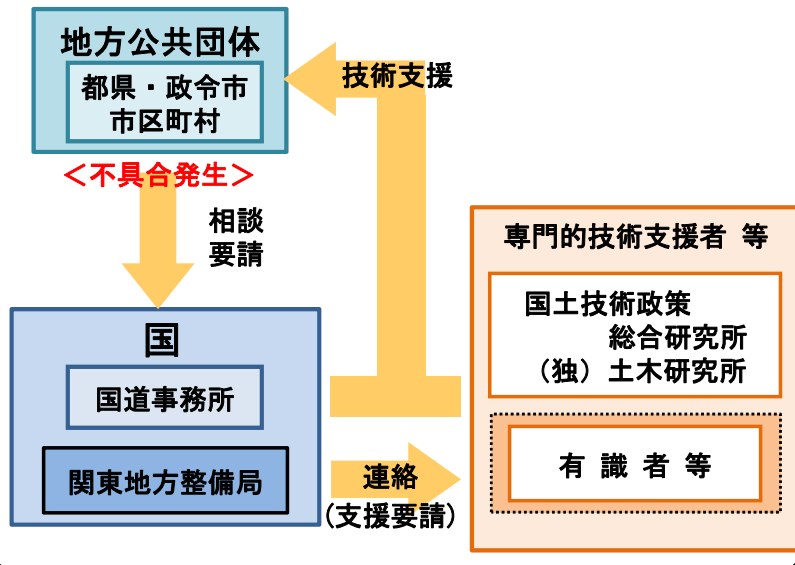 地方公共団体
都県・政令市
市区町村
技術支援
＜不具合発生＞
相談
要請
専門的技術支援者 等
国土技術政策
総合研究所
（独）土木研究所
国
国道事務所
有 識 者 等
関東地方整備局
連絡
(支援要請)